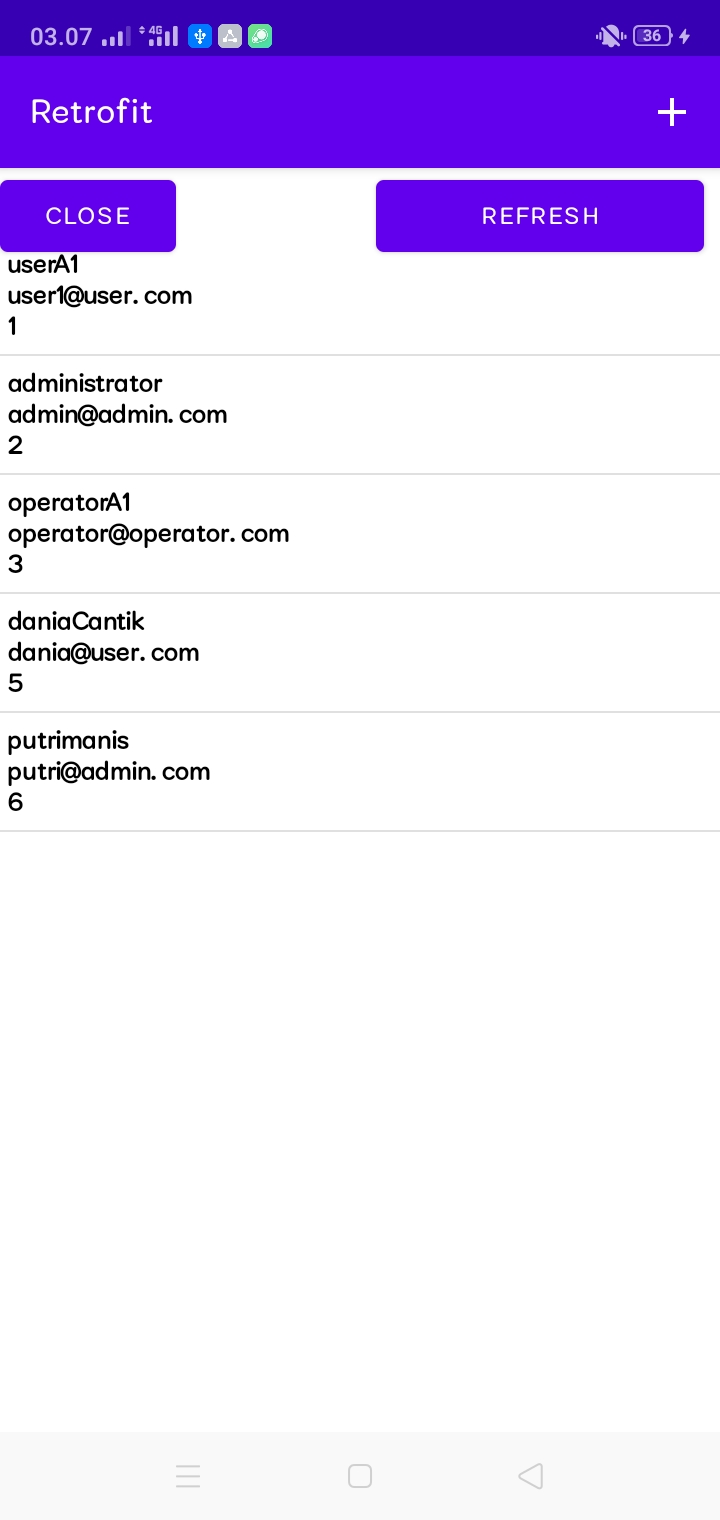 03.07 4G 36
Retrofit
CLOSE REFRESH
userA1
user1@user. com
1
administrator
admin@admin. com
2
operatorA1
operator@operator. com
3
daniaCantik
dania@user. com
5
putrimanis
putri@admin. com
6